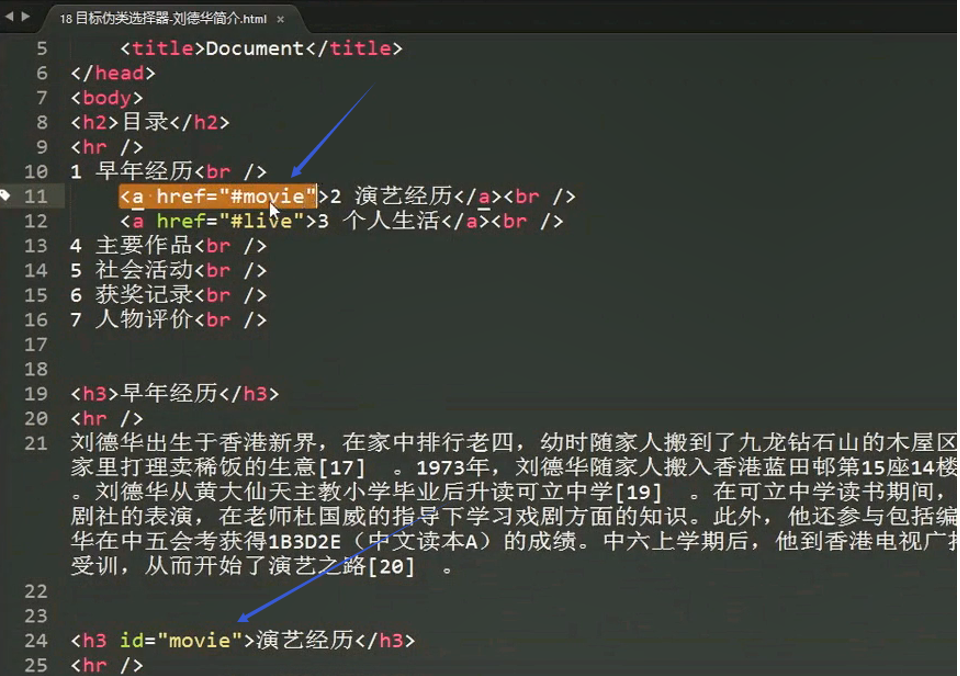 18 目标伪类选择器-刘德华简介.html ×
5 <title>Document</title>
6 </head>
7 <body>
8 <h2>目录</h2>
9 <hr />
10 1 早年经历<br />
11 <a href="#movie">2 演艺经历</a><br />
12 <a href="#live">3 个人生活</a><br />
13 4 主要作品<br />
14 5 社会活动<br />
15 6 获奖记录<br />
16 7 人物评价<br />
17
18
19 <h3>早年经历</h3>
20 <hr />
21 刘德华出生于香港新界，在家中排行老四，幼时随家人搬到了九龙钻石山的木屋区
家里打理卖稀饭的生意[17] 。1973年，刘德华随家人搬入香港蓝田邨第15座14楼
。刘德华从黄大仙天主教小学毕业后升读可立中学[19] 。在可立中学读书期间，
剧社的表演，在老师杜国威的指导下学习戏剧方面的知识。此外，他还参与包括编
华在中五会考获得1B3D2E（中文读本A）的成绩。中六上学期后，他到香港电视广播
受训，从而开始了演艺之路[20] 。
22
23
24 <h3 id="movie">演艺经历</h3>
25 <hr />